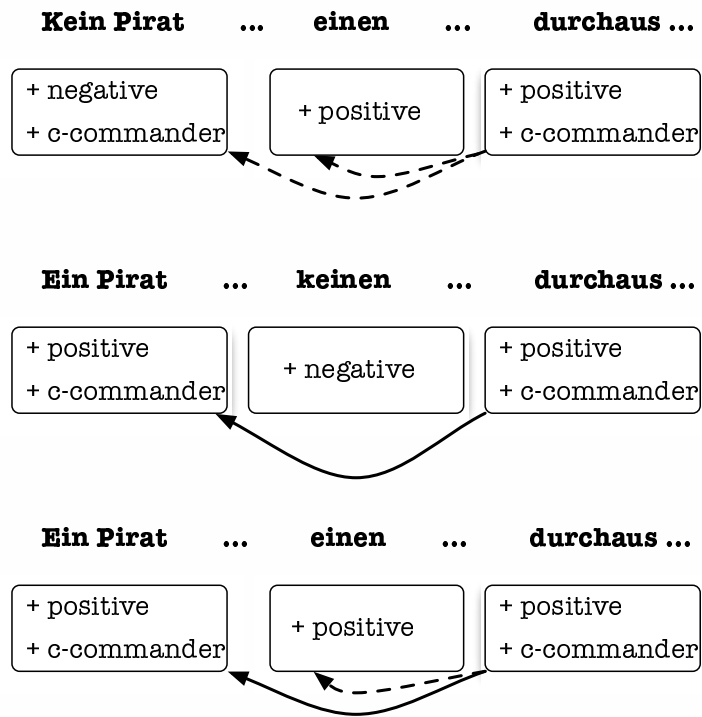 Kein Pirat ... einen ... durchaus ...
+ negative + positive + positive
+ c-commander + c-commander
Ein Pirat ... keinen ... durchaus ...
+ positive + negative + positive
+ c-commander + c-commander
Ein Pirat ... einen ... durchaus ...
+ positive + positive + positive
+ c-commander + c-commander